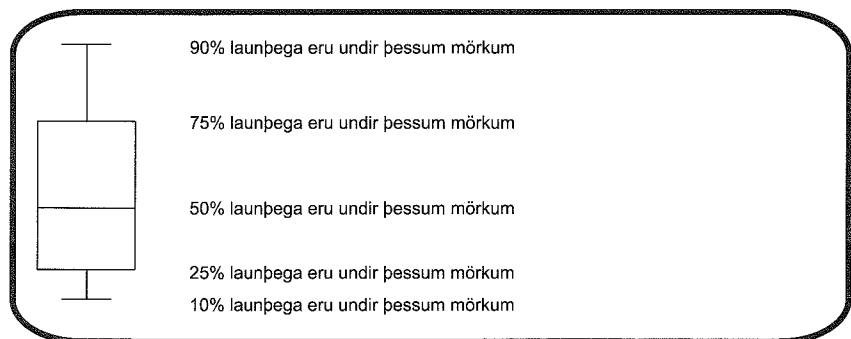 90% launþega eru undir þessum mörkum
75% launþega eru undir þessum mörkum
50% launþega eru undir þessum mörkum
25% launþega eru undir þessum mörkum
10% launþega eru undir þessum mörkum